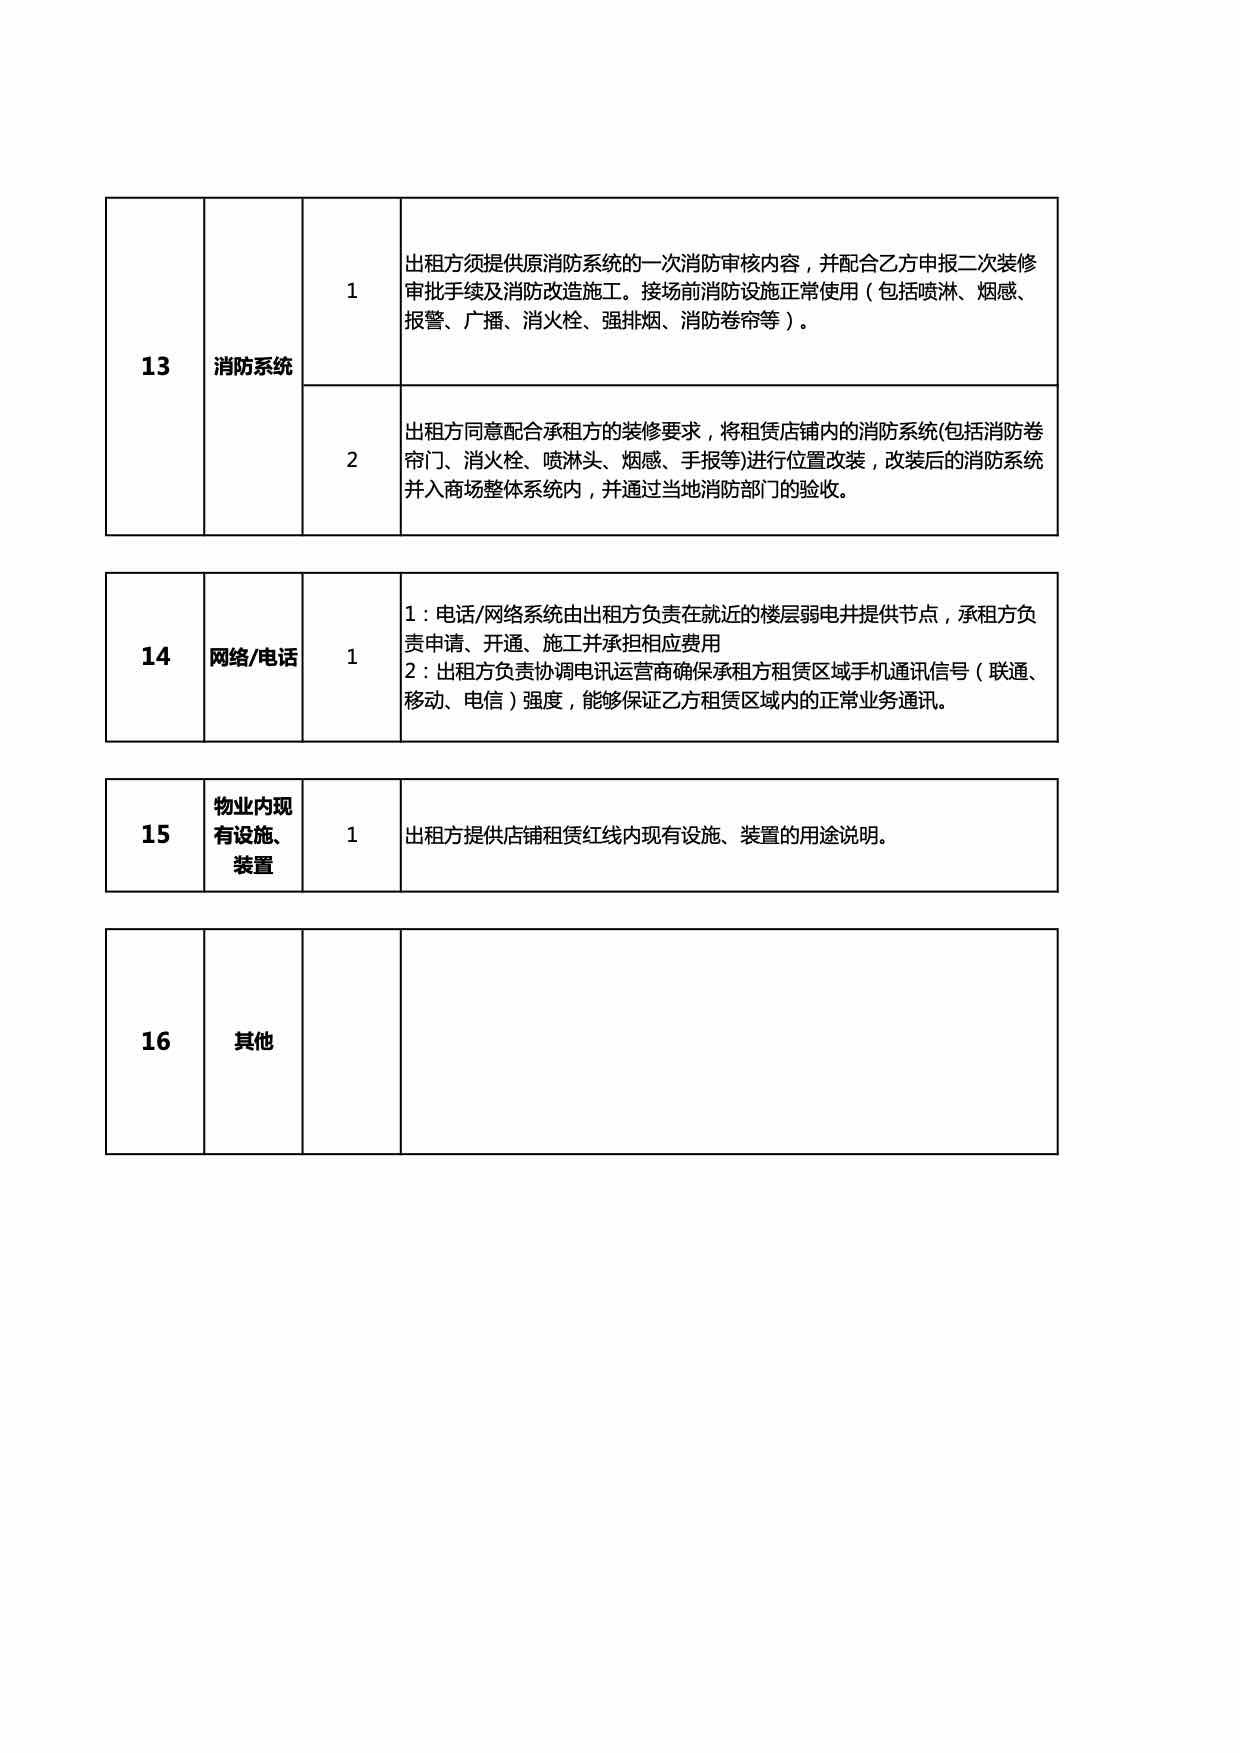 13
消防系统
1
出租方须提供原消防系统的一次消防审核内容，并配合乙方申报二次装修
审批手续及消防改造施工。接场前消防设施正常使用（包括喷淋、烟感、
报警、广播、消火栓、强排烟、消防卷帘等）。
2
出租方同意配合承租方的装修要求，将租赁店铺内的消防系统(包括消防卷
帘门、消火栓、喷淋头、烟感、手报等)进行位置改装，改装后的消防系统
并入商场整体系统内，并通过当地消防部门的验收。
14
网络/电话
1
1：电话/网络系统由出租方负责在就近的楼层弱电井提供节点，承租方负
责申请、开通、施工并承担相应费用
2：出租方负责协调电讯运营商确保承租方租赁区域手机通讯信号（联通、
移动、电信）强度，能够保证乙方租赁区域内的正常业务通讯。
15
物业内现
有设施、
装置
1
出租方提供店铺租赁红线内现有设施、装置的用途说明。
16
其他